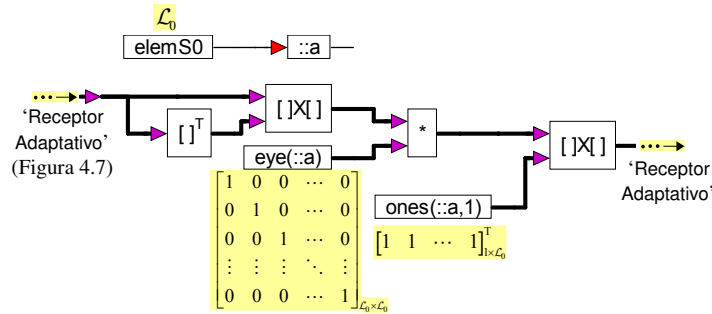 ℒ₀
elemS0
::a
‘Receptor
Adaptativo’
(Figura 4.7)
[ ]ᵀ
[ ]X[ ]
*
[ ]X[ ]
‘Receptor
Adaptativo’
eye(::a)
1 0 0 ⋯ 0
0 1 0 ⋯ 0
0 0 1 ⋯ 0
⋮ ⋮ ⋮ ⋱ ⋮
0 0 0 ⋯ 1
ℒ₀×ℒ₀
ones(::a,1)
[1 1 ⋯ 1]ᵀ 1×ℒ₀